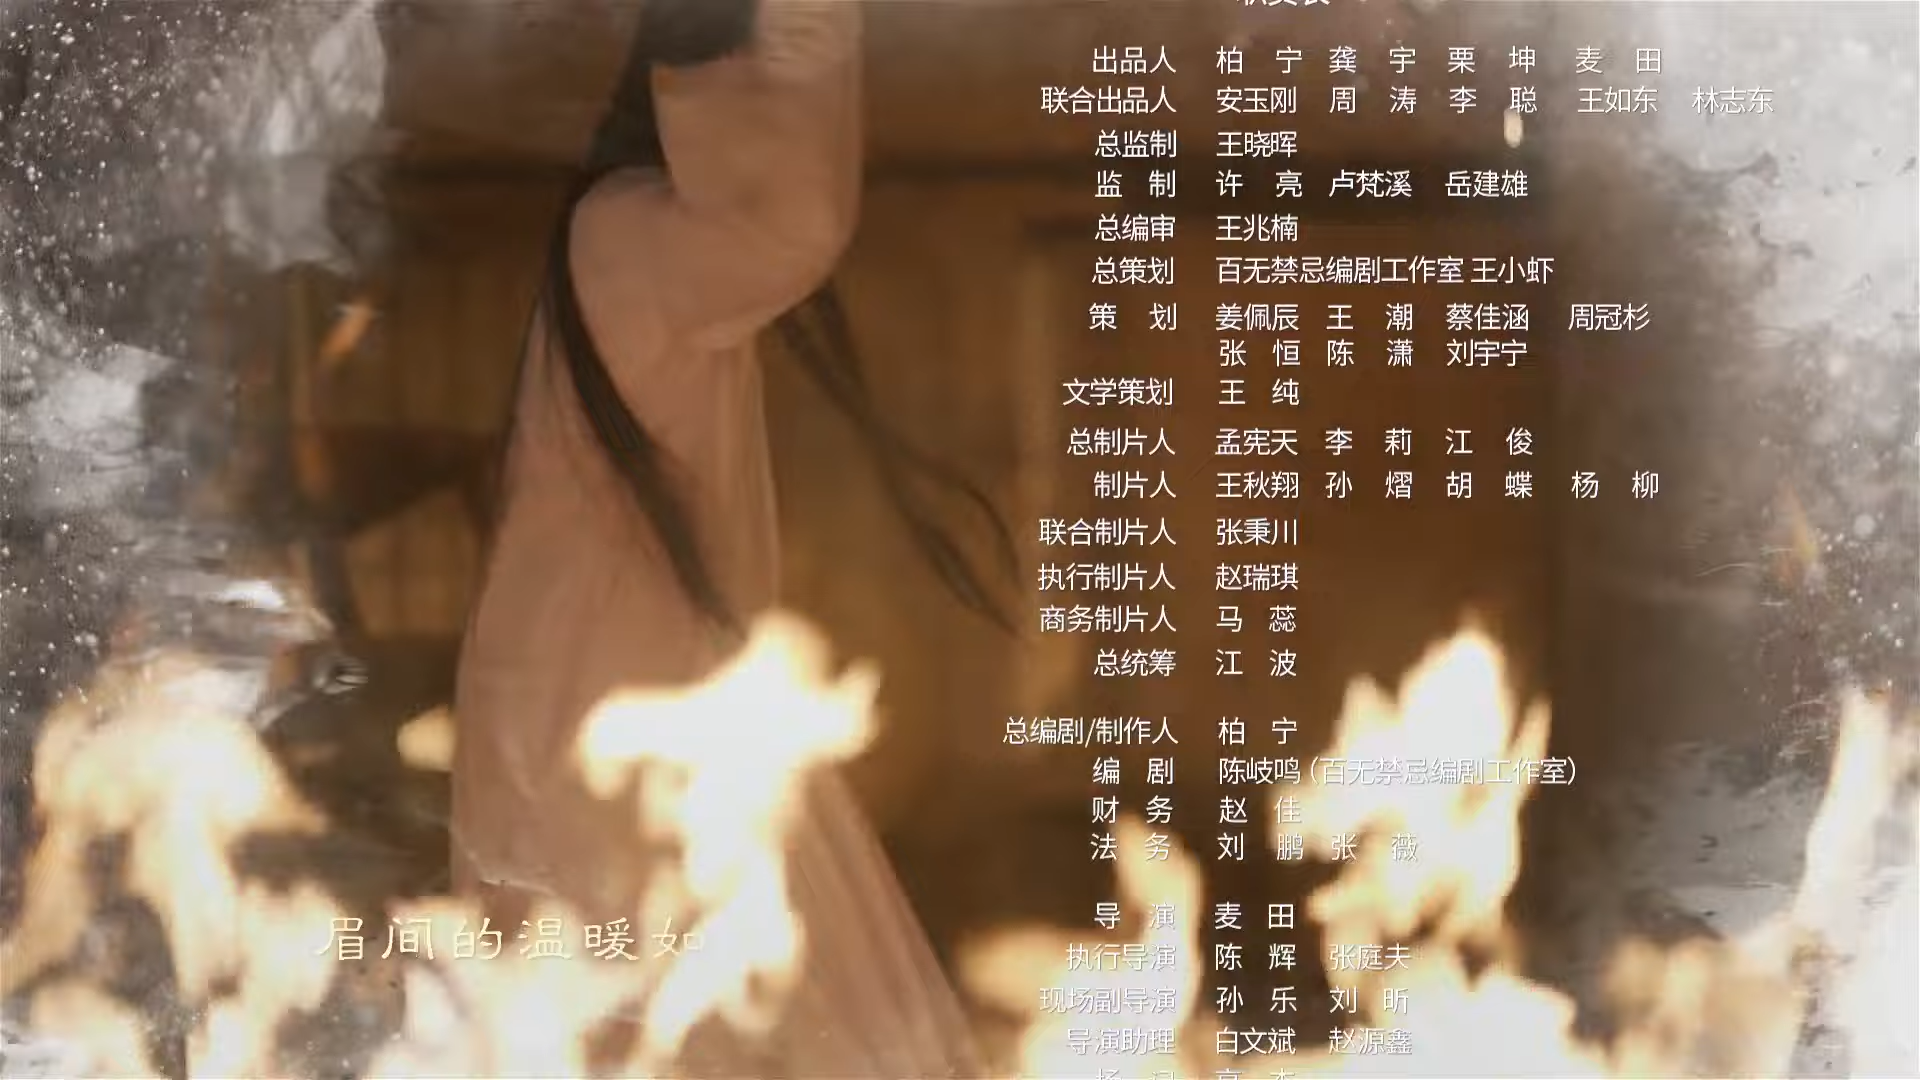 出品人 柏宁 龚宇 栗坤 麦田
联合出品人 安玉刚 周涛 李聪 王如东 林志东
总监制 王晓晖
监制 许亮 卢梵溪 岳建雄
总编审 王兆楠
总策划 百无禁忌编剧工作室 王小虾
策划 姜佩辰 王潮 蔡佳涵 周冠杉
张恒 陈潇 刘宇宁
文学策划 王纯
总制片人 孟宪天 李莉 江俊
制片人 王秋翔 孙熠 胡蝶 杨柳
联合制片人 张秉川
执行制片人 赵瑞琪
商务制片人 马蕊
总统筹 江波
总编剧/制作人 柏宁
编剧 陈岐鸣（百无禁忌编剧工作室）
财务 赵佳
法务 刘鹏 张薇
导演 麦田
执行导演 陈辉 张庭夫
现场副导演 孙乐 刘昕
导演助理 白文斌 赵源鑫
眉间的温暖如